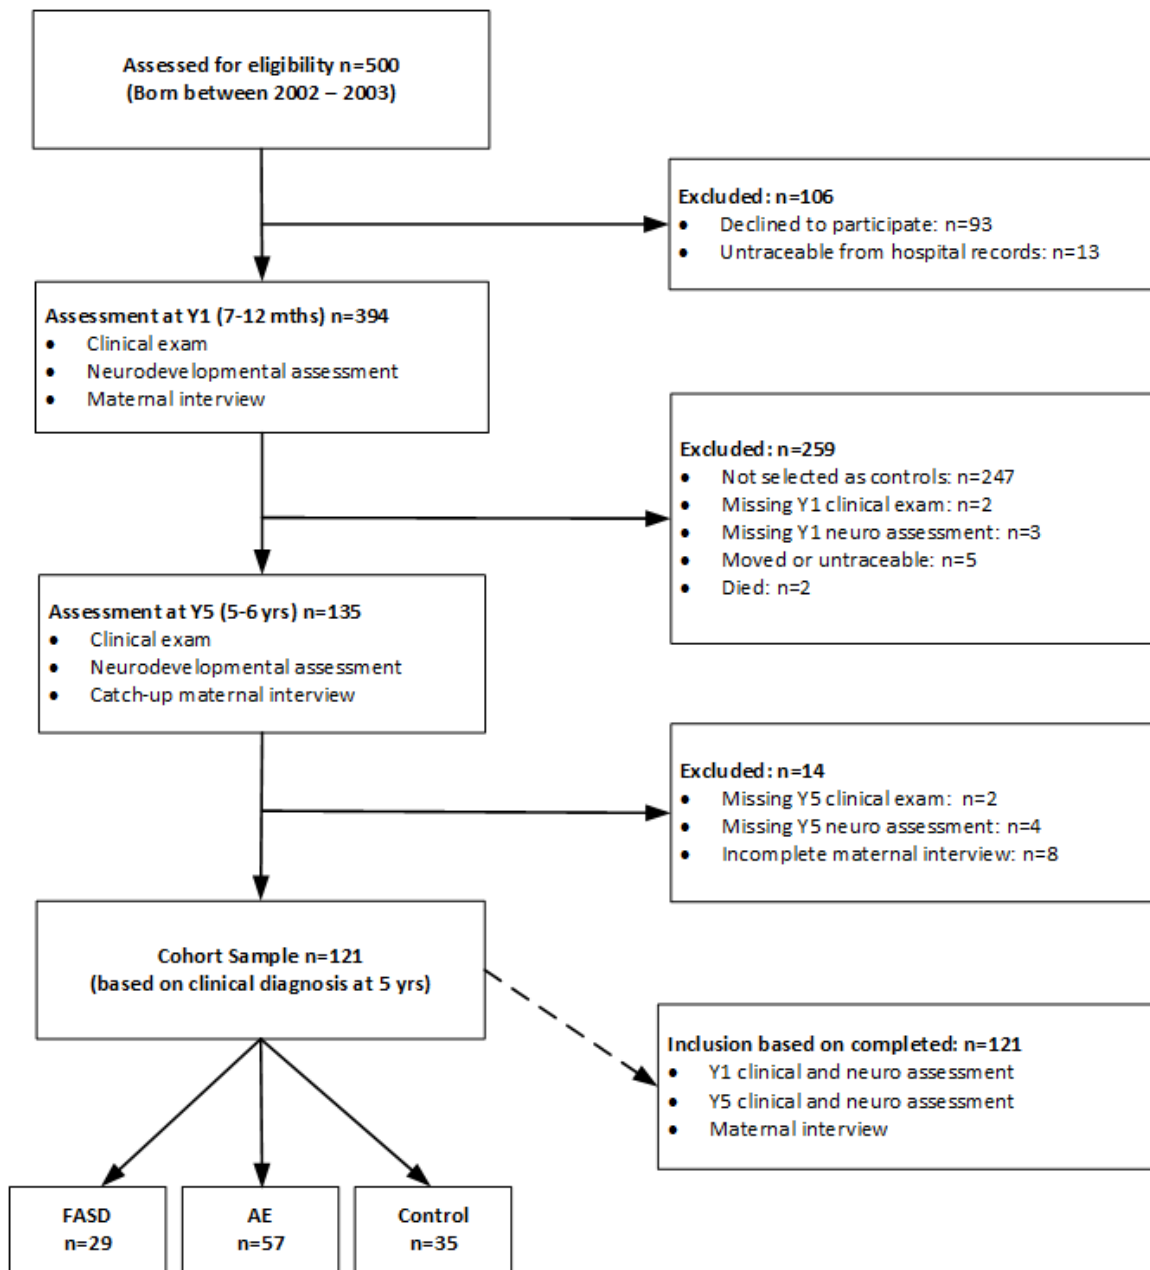 Assessed for eligibility n=500
(Born between 2002 – 2003)
Excluded: n=106
• Declined to participate: n=93
• Untraceable from hospital records: n=13
Assessment at Y1 (7-12 mths) n=394
• Clinical exam
• Neurodevelopmental assessment
• Maternal interview
Excluded: n=259
• Not selected as controls: n=247
• Missing Y1 clinical exam: n=2
• Missing Y1 neuro assessment: n=3
• Moved or untraceable: n=5
• Died: n=2
Assessment at Y5 (5-6 yrs) n=135
• Clinical exam
• Neurodevelopmental assessment
• Catch-up maternal interview
Excluded: n=14
• Missing Y5 clinical exam: n=2
• Missing Y5 neuro assessment: n=4
• Incomplete maternal interview: n=8
Cohort Sample n=121
(based on clinical diagnosis at 5 yrs)
Inclusion based on completed: n=121
• Y1 clinical and neuro assessment
• Y5 clinical and neuro assessment
• Maternal interview
FASD
n=29
AE
n=57
Control
n=35